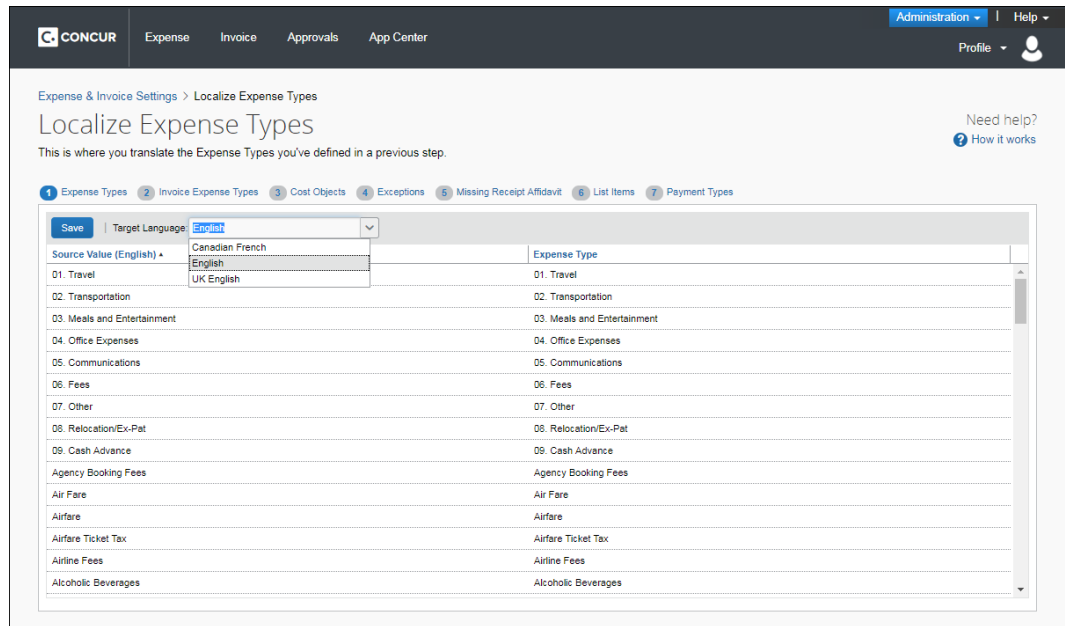 Administration | Help
C. CONCUR Expense Invoice Approvals App Center
Profile
Expense & Invoice Settings > Localize Expense Types
Localize Expense Types
Need help?
? How it works
This is where you translate the Expense Types you've defined in a previous step.
1 Expense Types 2 Invoice Expense Types 3 Cost Objects 4 Exceptions 5 Missing Receipt Affidavit 6 List Items 7 Payment Types
Save | Target Language: English
Canadian French
English
UK English
Source Value (English) Expense Type
01. Travel 01. Travel
02. Transportation 02. Transportation
03. Meals and Entertainment 03. Meals and Entertainment
04. Office Expenses 04. Office Expenses
05. Communications 05. Communications
06. Fees 06. Fees
07. Other 07. Other
08. Relocation/Ex-Pat 08. Relocation/Ex-Pat
09. Cash Advance 09. Cash Advance
Agency Booking Fees Agency Booking Fees
Air Fare Air Fare
Airfare Airfare
Airfare Ticket Tax Airfare Ticket Tax
Airline Fees Airline Fees
Alcoholic Beverages Alcoholic Beverages